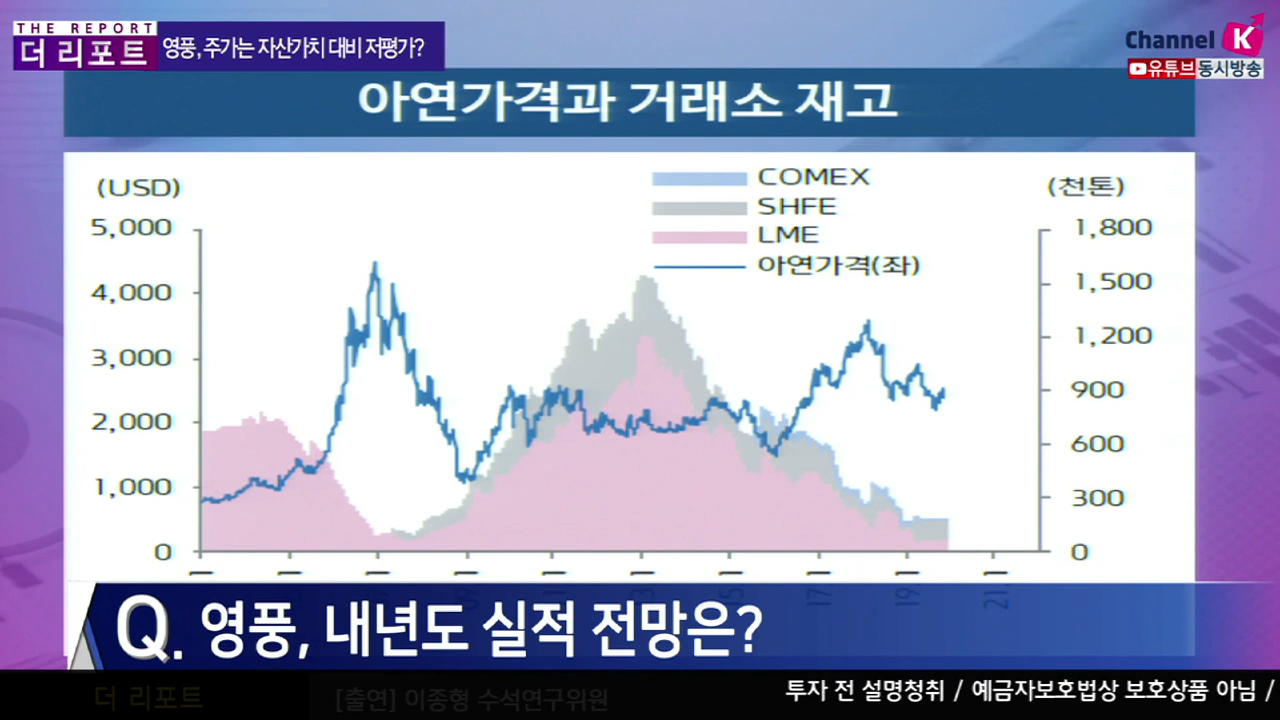 THE REPORT
더 리포트
영풍, 주가는 자산가치 대비 저평가?
Channel K
유튜브 동시방송
아연가격과 거래소 재고
(USD)
(천톤)
COMEX
SHFE
LME
아연가격(좌)
5,000
4,000
3,000
2,000
1,000
0
1,800
1,500
1,200
900
600
300
0
Q. 영풍, 내년도 실적 전망은?
더 리포트
[출연] 이종형 수석연구위원
투자 전 설명청취 / 예금자보호법상 보호상품 아님 /